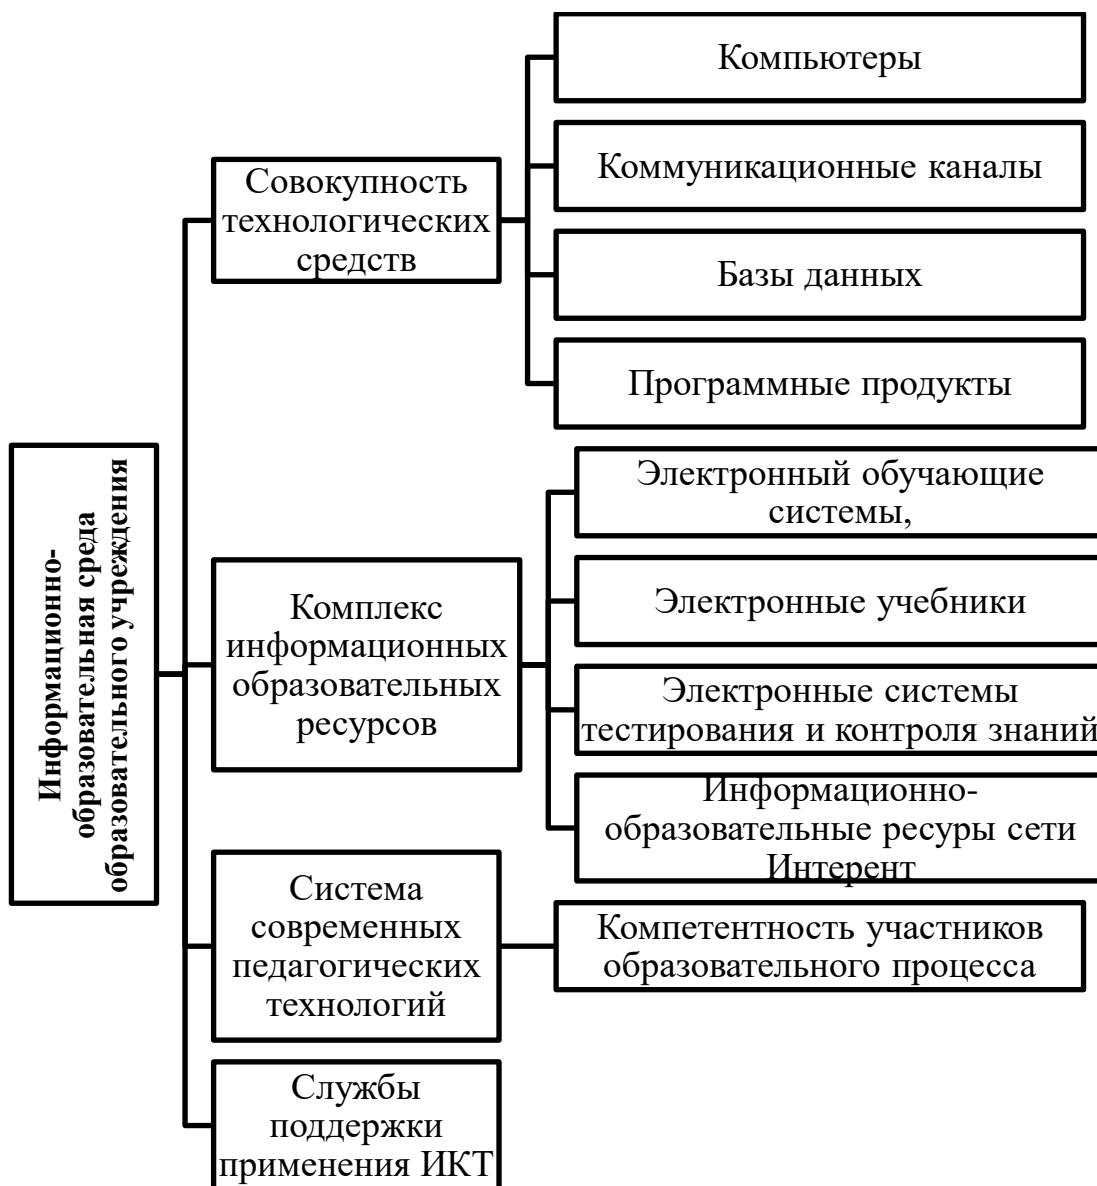 Информационно-
образовательная среда
образовательного учреждения
Совокупность
технологических
средств
Компьютеры
Коммуникационные каналы
Базы данных
Программные продукты
Комплекс
информационных
образовательных
ресурсов
Электронный обучающие
системы,
Электронные учебники
Электронные системы
тестирования и контроля знаний
Информационно-
образовательные ресуры сети
Интерент
Система
современных
педагогических
технологий
Компетентность участников
образовательного процесса
Службы
поддержки
применения ИКТ